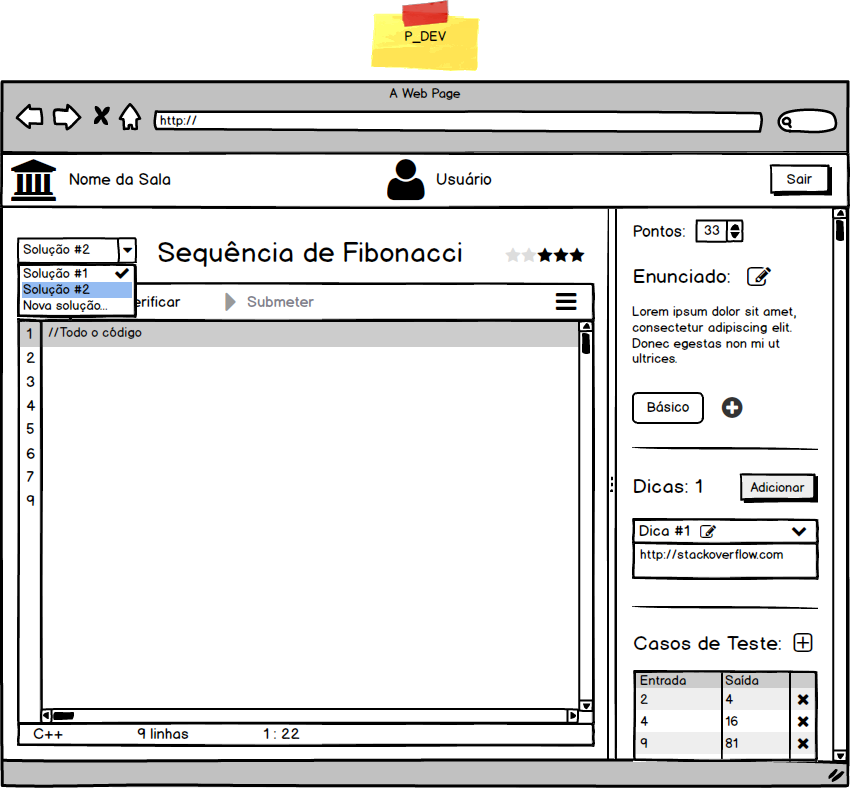 P_DEV
A Web Page
http://
Nome da Sala
Usuário
Sair
Solução #2
Solução #1
Solução #2
Nova solução...
Sequência de Fibonacci
erificar
Submeter
1 //Todo o código
2
3
4
5
6
7
9
C++ 9 linhas 1 : 22
Pontos: 33
Enunciado:
Lorem ipsum dolor sit amet,
consectetur adipiscing elit.
Donec egestas non mi ut
ultrices.
Básico
Dicas: 1 Adicionar
Dica #1
http://stackoverflow.com
Casos de Teste:
Entrada Saída
2 4
4 16
9 81